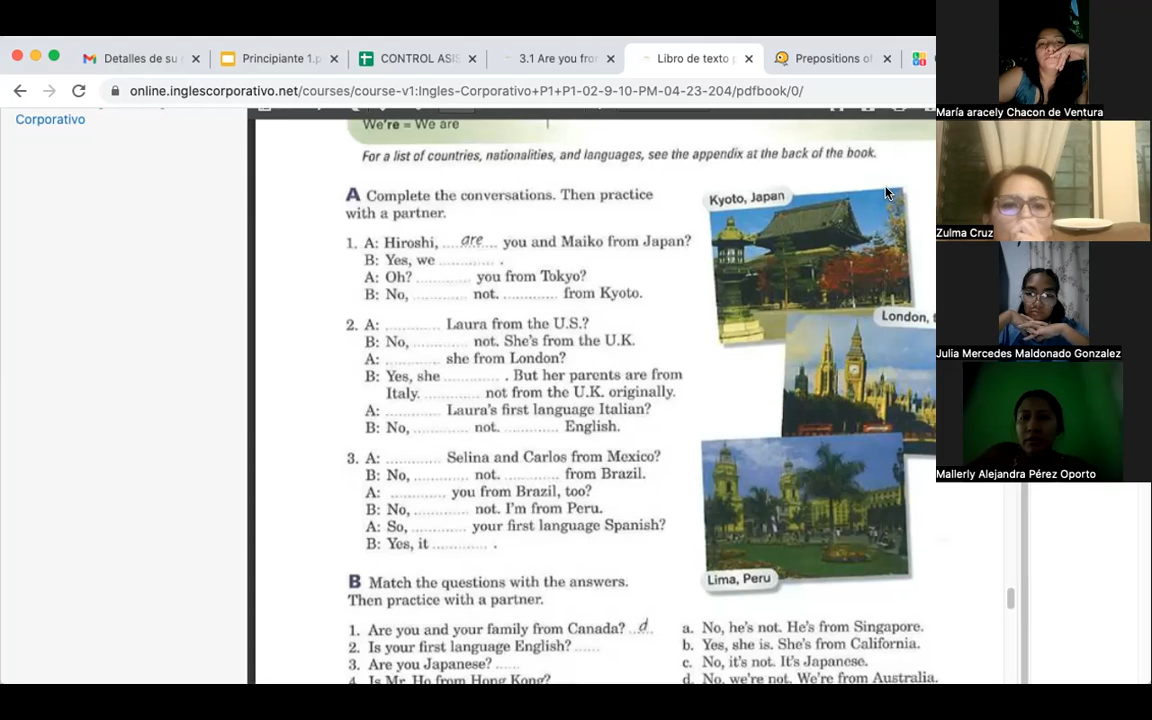 Detalles de su
Principiante 1.p
CONTROL ASIS
3.1 Are you fro
Libro de texto
Prepositions of
online.inglescorporativo.net/courses/course-v1:Ingles-Corporativo+P1+P1-02-9-10-PM-04-23-204/pdfbook/0/
Corporativo
We're = We are
For a list of countries, nationalities, and languages, see the appendix at the back of the book.
A Complete the conversations. Then practice
with a partner.
1. A: Hiroshi, ....are.... you and Maiko from Japan?
B: Yes, we ............ .
A: Oh? ............ you from Tokyo?
B: No, ............ not. ............ from Kyoto.
2. A: ............ Laura from the U.S.?
B: No, ............ not. She's from the U.K.
A: ............ she from London?
B: Yes, she ............ . But her parents are from
Italy. ............ not from the U.K. originally.
A: ............ Laura's first language Italian?
B: No, ............ not. ............ English.
3. A: ............ Selina and Carlos from Mexico?
B: No, ............ not. ............ from Brazil.
A: ............ you from Brazil, too?
B: No, ............ not. I'm from Peru.
A: So, ............ your first language Spanish?
B: Yes, it ............ .
Kyoto, Japan
London,
Lima, Peru
B Match the questions with the answers.
Then practice with a partner.
1. Are you and your family from Canada? ..d..
2. Is your first language English? ......
3. Are you Japanese? ......
4. Is Mr. Ho from Hong Kong? ......
a. No, he's not. He's from Singapore.
b. Yes, she is. She's from California.
c. No, it's not. It's Japanese.
d. No, we're not. We're from Australia.
María aracely Chacon de Ventura
Zulma Cruz
Julia Mercedes Maldonado Gonzalez
Mallerly Alejandra Pérez Oporto